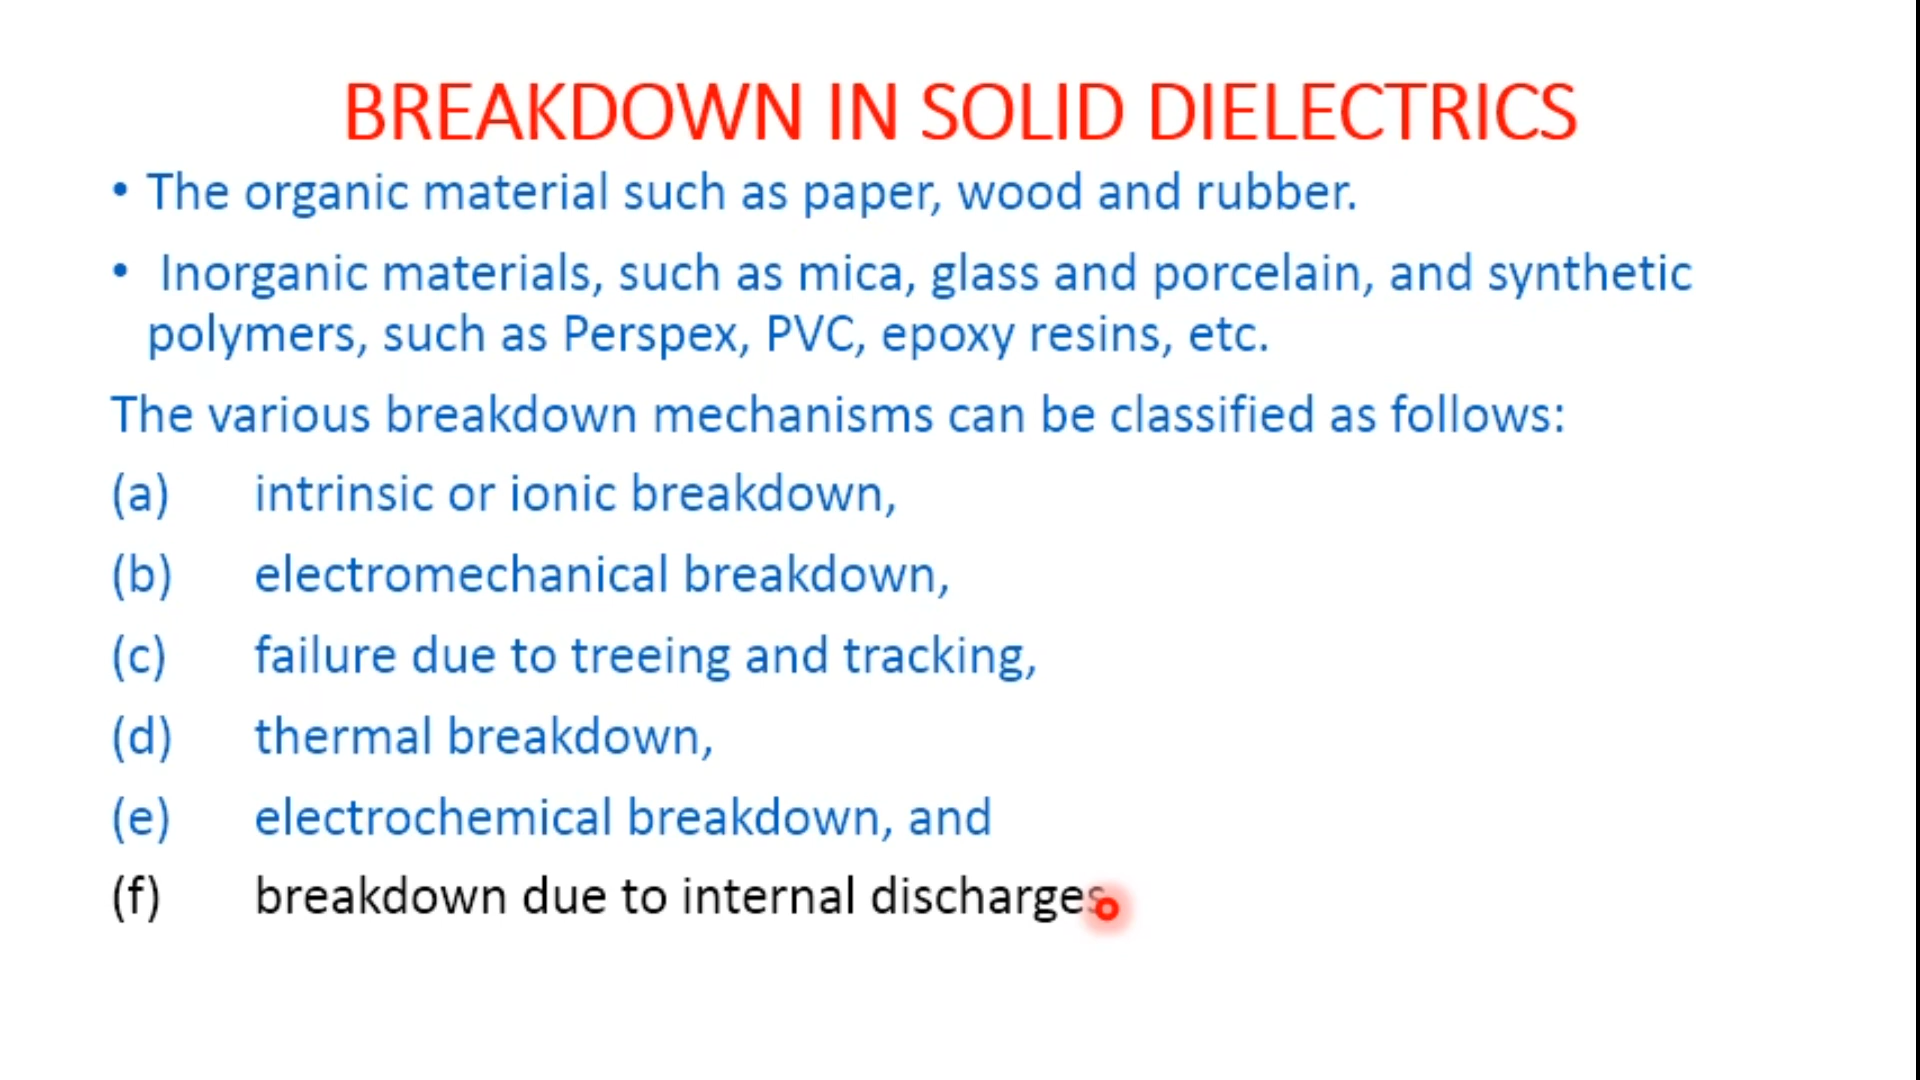 BREAKDOWN IN SOLID DIELECTRICS
• The organic material such as paper, wood and rubber.
• Inorganic materials, such as mica, glass and porcelain, and synthetic
polymers, such as Perspex, PVC, epoxy resins, etc.
The various breakdown mechanisms can be classified as follows:
(a) intrinsic or ionic breakdown,
(b) electromechanical breakdown,
(c) failure due to treeing and tracking,
(d) thermal breakdown,
(e) electrochemical breakdown, and
(f) breakdown due to internal discharges